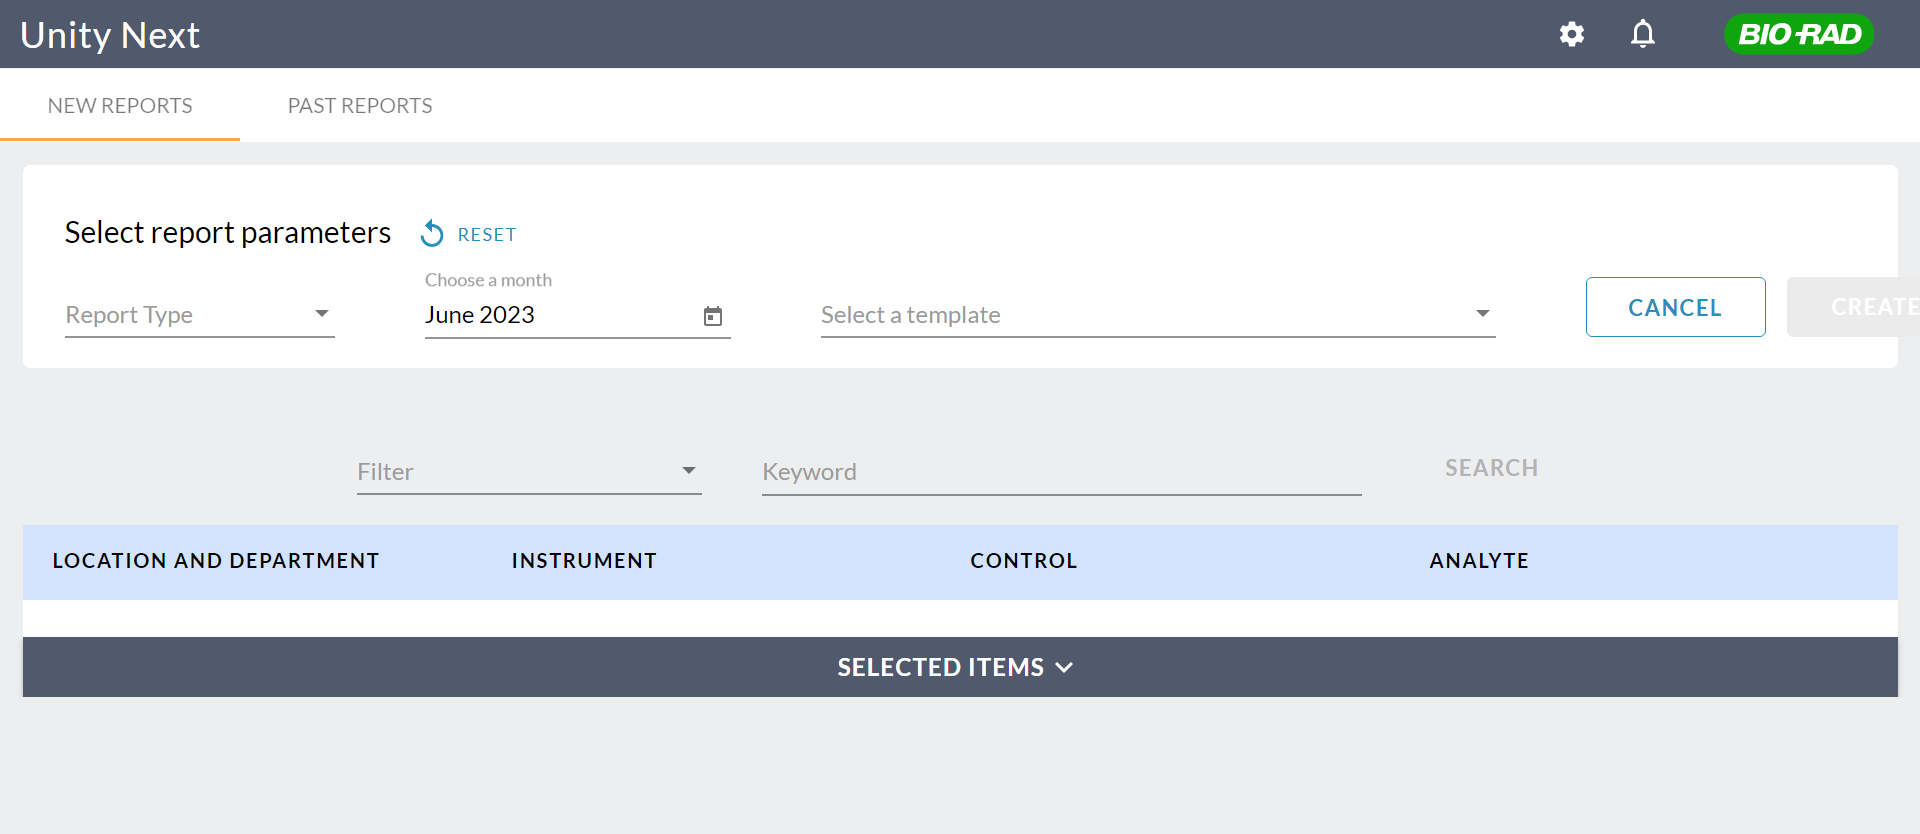 Unity Next
BIO-RAD
NEW REPORTS
PAST REPORTS
Select report parameters
RESET
Report Type
Choose a month
June 2023
Select a template
CANCEL
CREATE
Filter
Keyword
SEARCH
LOCATION AND DEPARTMENT
INSTRUMENT
CONTROL
ANALYTE
SELECTED ITEMS